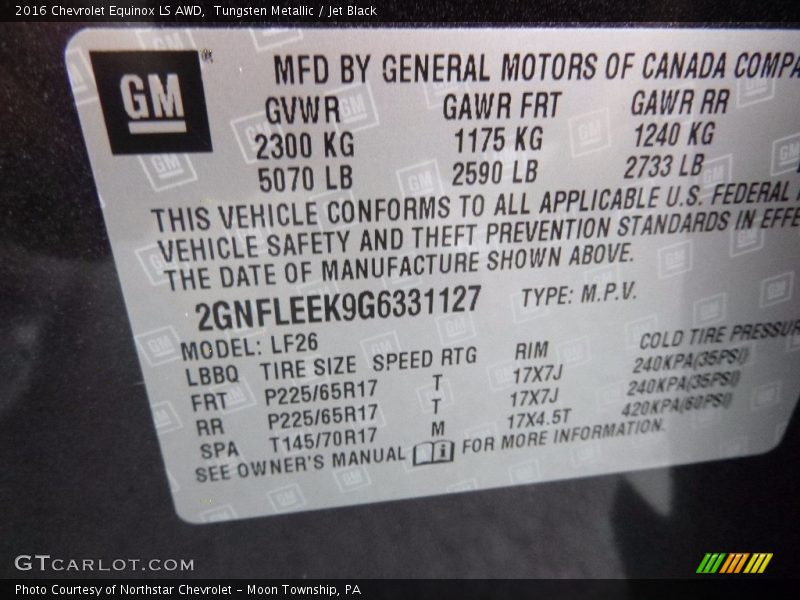 2016 Chevrolet Equinox LS AWD,  Tungsten Metallic / Jet Black
GM ®
MFD BY GENERAL MOTORS OF CANADA
GVWR GAWR FRT GAWR RR
2300 KG 1175 KG 1240 KG
5070 LB 2590 LB 2733 LB
THIS VEHICLE CONFORMS TO ALL APPLICABLE U.S. FEDERAL
VEHICLE SAFETY AND THEFT PREVENTION STANDARDS IN
THE DATE OF MANUFACTURE SHOWN ABOVE.
2GNFLEEK9G6331127 TYPE: M.P.V.
MODEL: LF26
LBBQ TIRE SIZE SPEED RTG RIM COLD TIRE
FRT P225/65R17 T 17X7J 240KPA(35PSI)
RR P225/65R17 T 17X7J 240KPA(35PSI)
SPA T145/70R17 M 17X4.5T 420KPA(60PSI)
SEE OWNER'S MANUAL i FOR MORE INFORMATION.
GTCARLOT.COM
Photo Courtesy of Northstar Chevrolet - Moon Township, PA